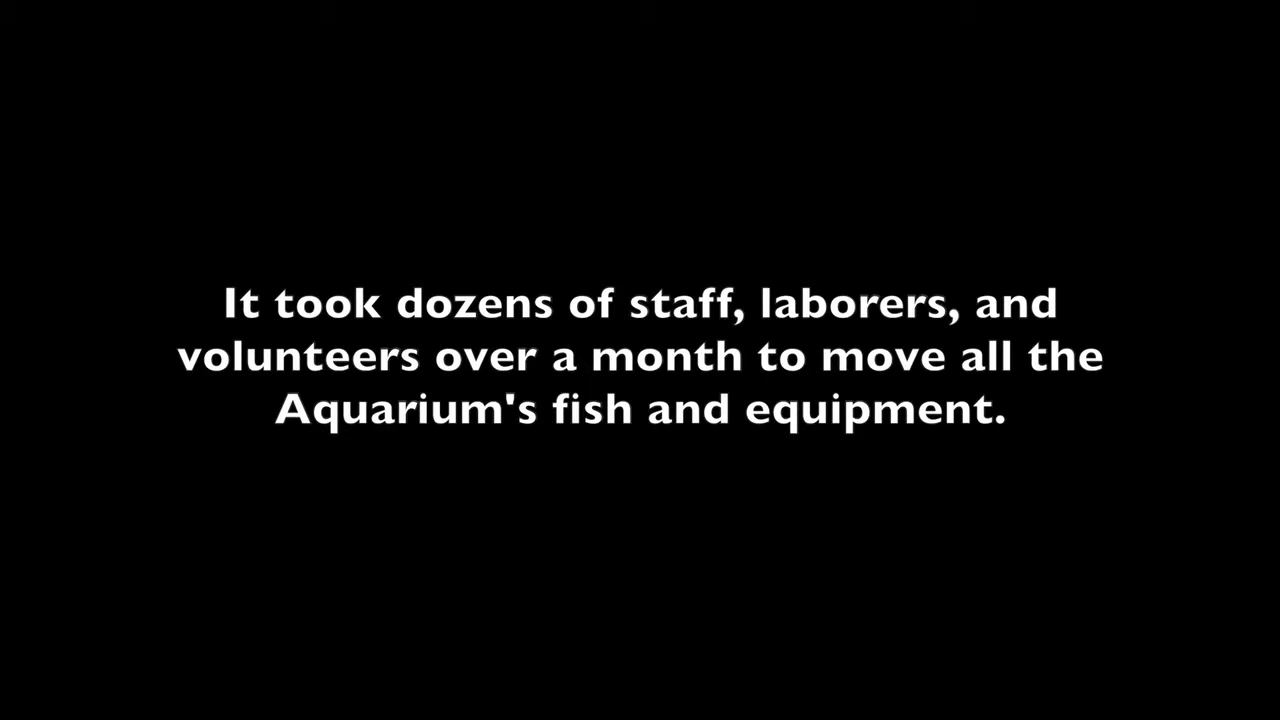 It took dozens of staff, laborers, and
volunteers over a month to move all the
Aquarium's fish and equipment.